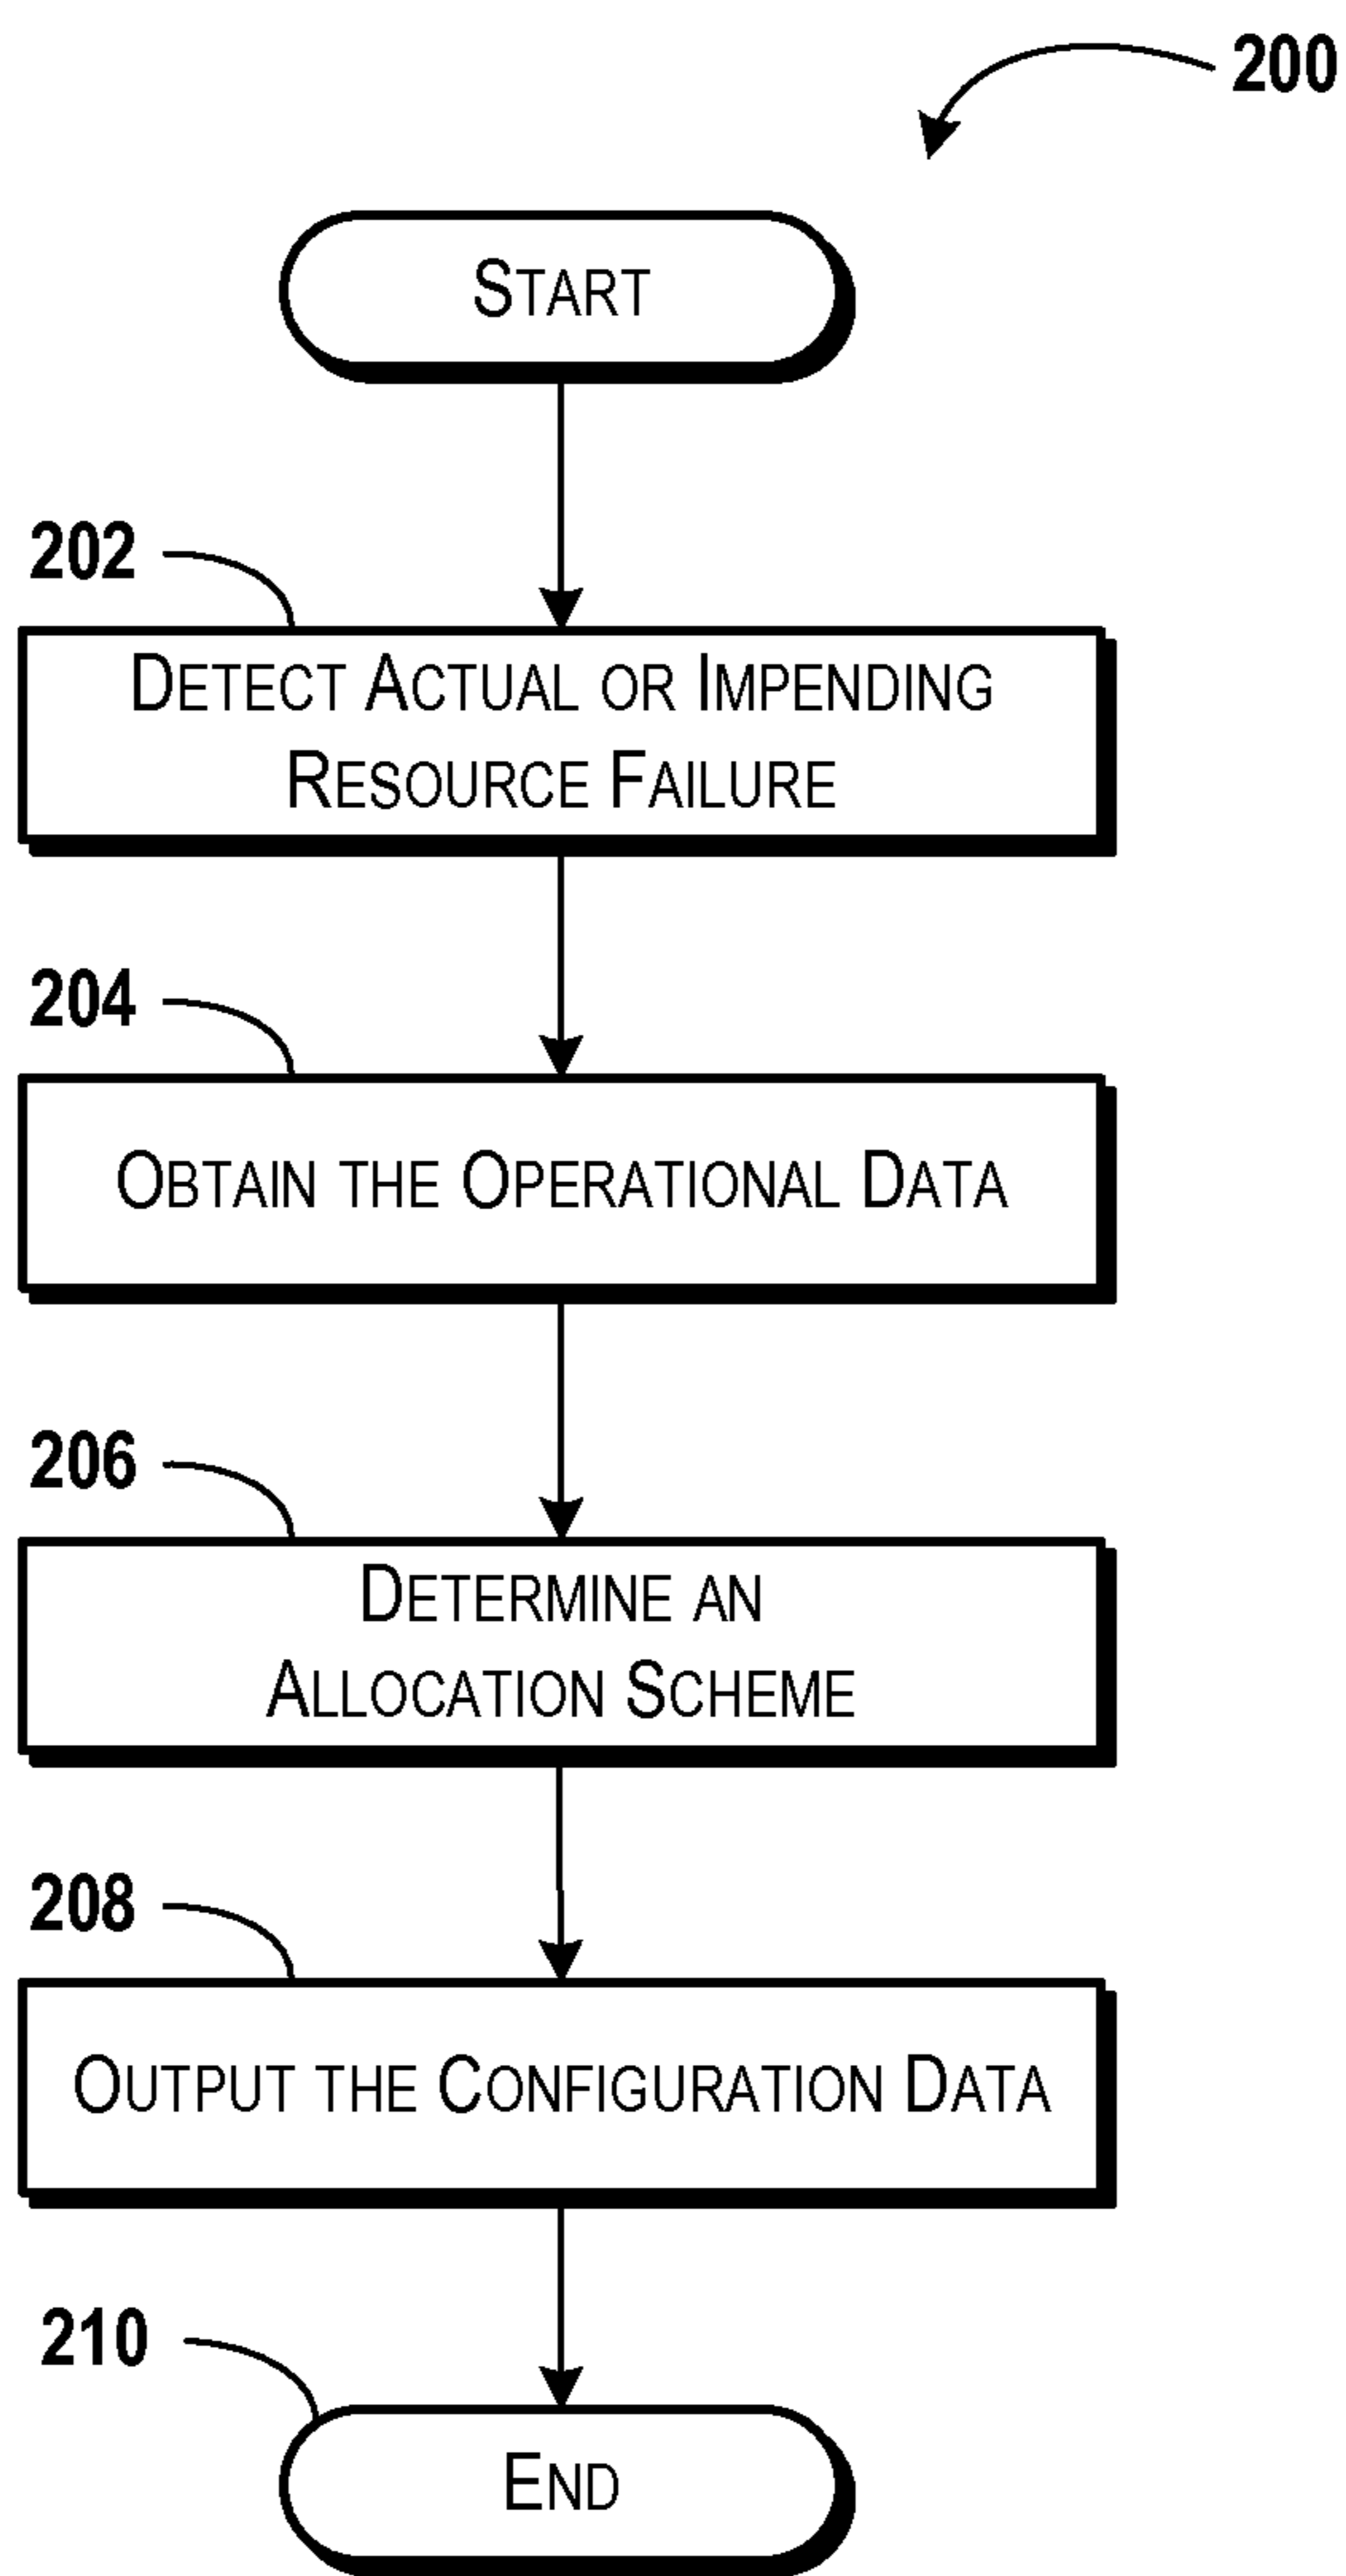 200
START
202
DETECT ACTUAL OR IMPENDING
RESOURCE FAILURE
204
OBTAIN THE OPERATIONAL DATA
206
DETERMINE AN
ALLOCATION SCHEME
208
OUTPUT THE CONFIGURATION DATA
210
END